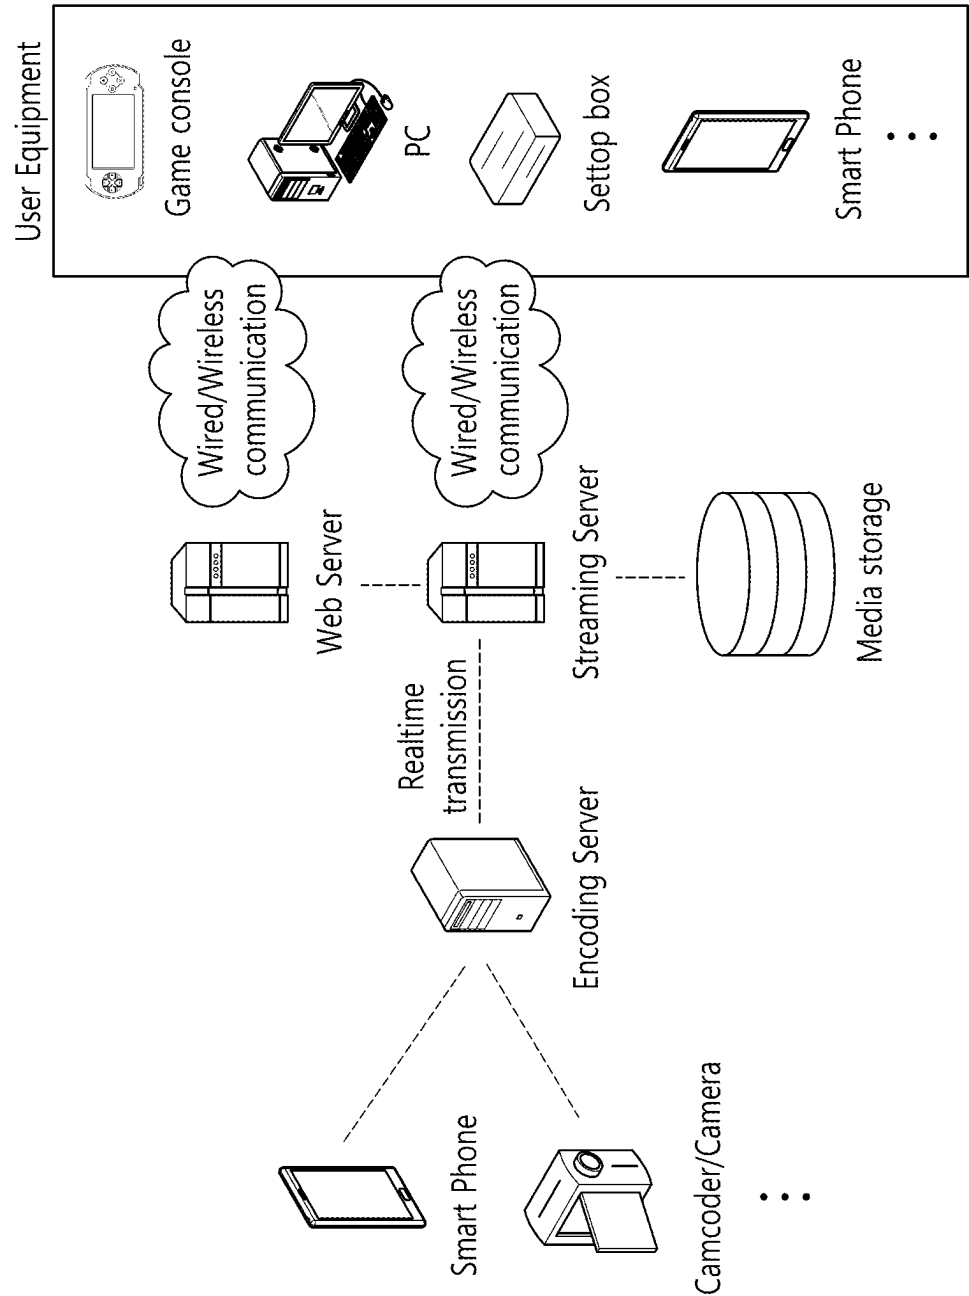 User Equipment
Game console
PC
Settop box
Smart Phone
Wired/Wireless
communication
Wired/Wireless
communication
Web Server
Streaming Server
Media storage
Realtime
transmission
Encoding Server
Smart Phone
Camcoder/Camera